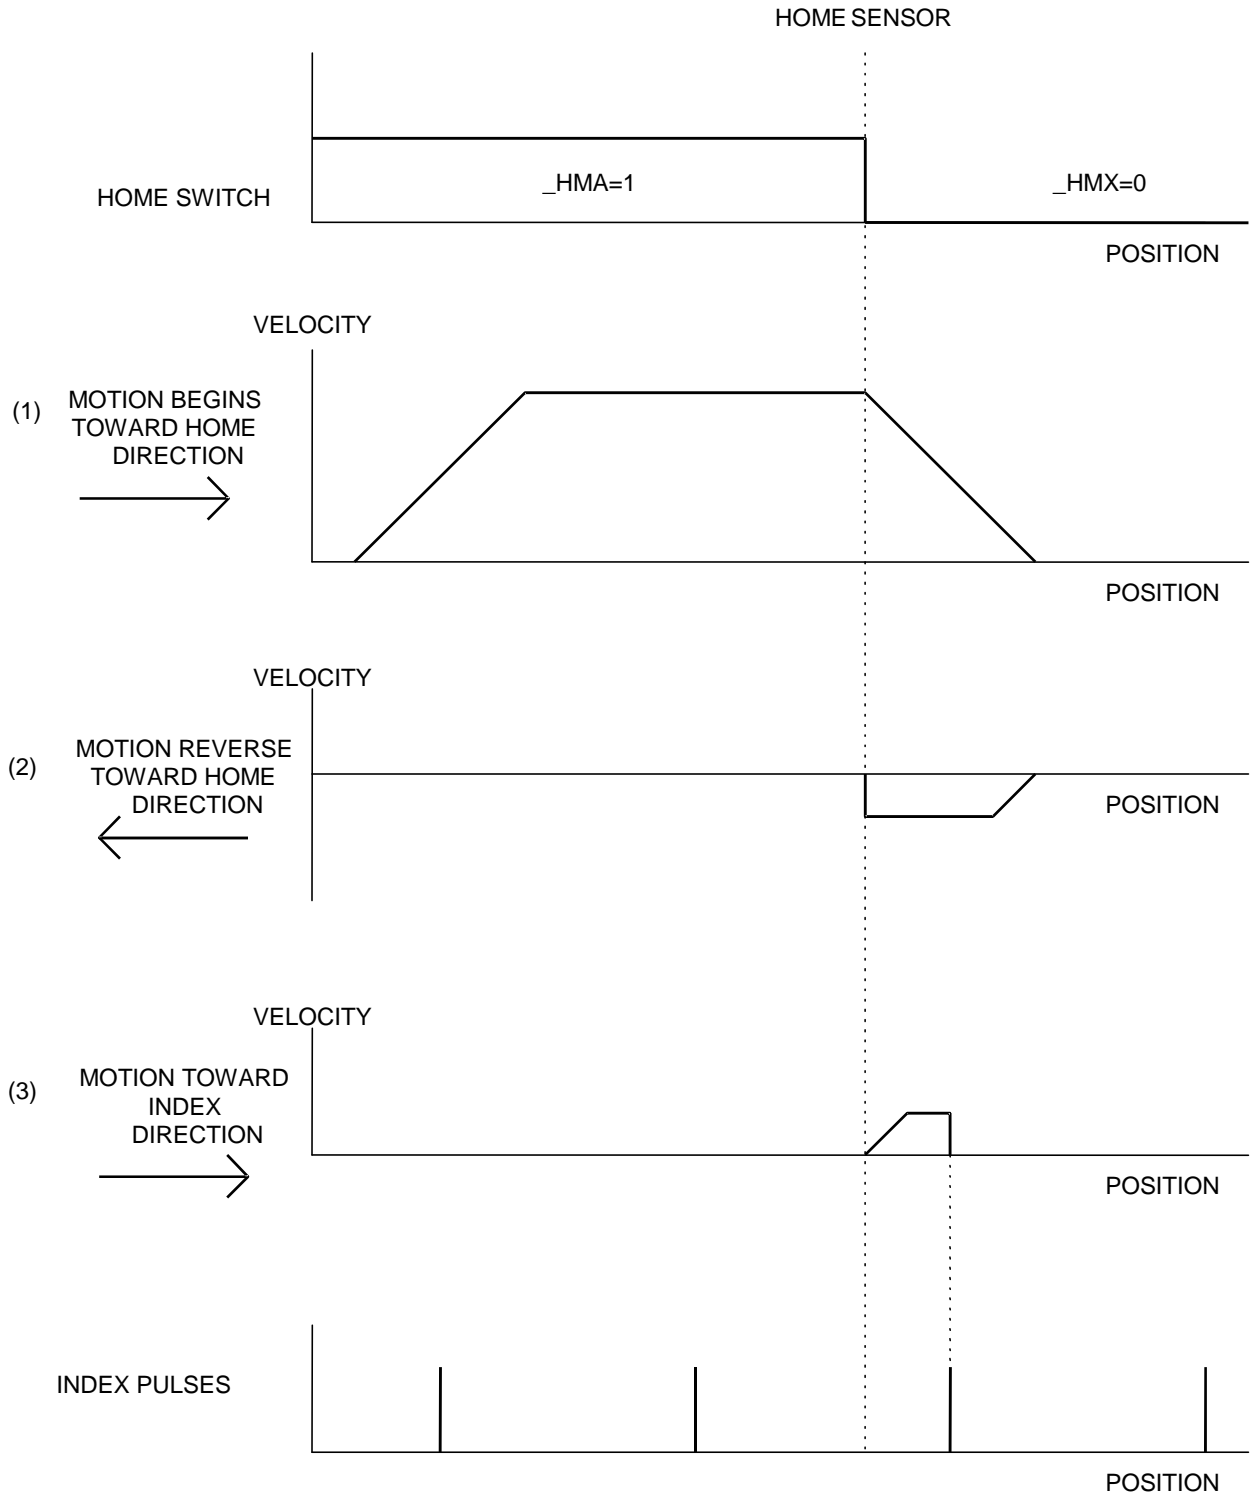 HOME SENSOR
HOME SWITCH
_HMA=1
_HMX=0
POSITION
VELOCITY
(1)
MOTION BEGINS
TOWARD HOME
DIRECTION
POSITION
VELOCITY
(2)
MOTION REVERSE
TOWARD HOME
DIRECTION
POSITION
VELOCITY
(3)
MOTION TOWARD
INDEX
DIRECTION
POSITION
INDEX PULSES
POSITION